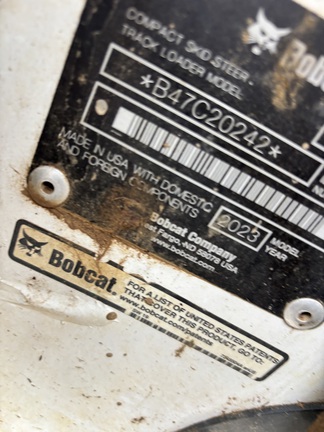 COMPACT SKID STEER -
TRACK LOADER MODEL
*B47C20242*
MADE IN USA WITH DOMESTIC
AND FOREIGN COMPONENTS
2023 MODEL
YEAR
Bobcat Company
Fargo, ND 58078 USA
www.bobcat.com
Bobcat
FOR A LIST OF UNITED STATES PATENTS
THAT COVER THIS PRODUCT, GO TO:
www.bobcat.com/patents